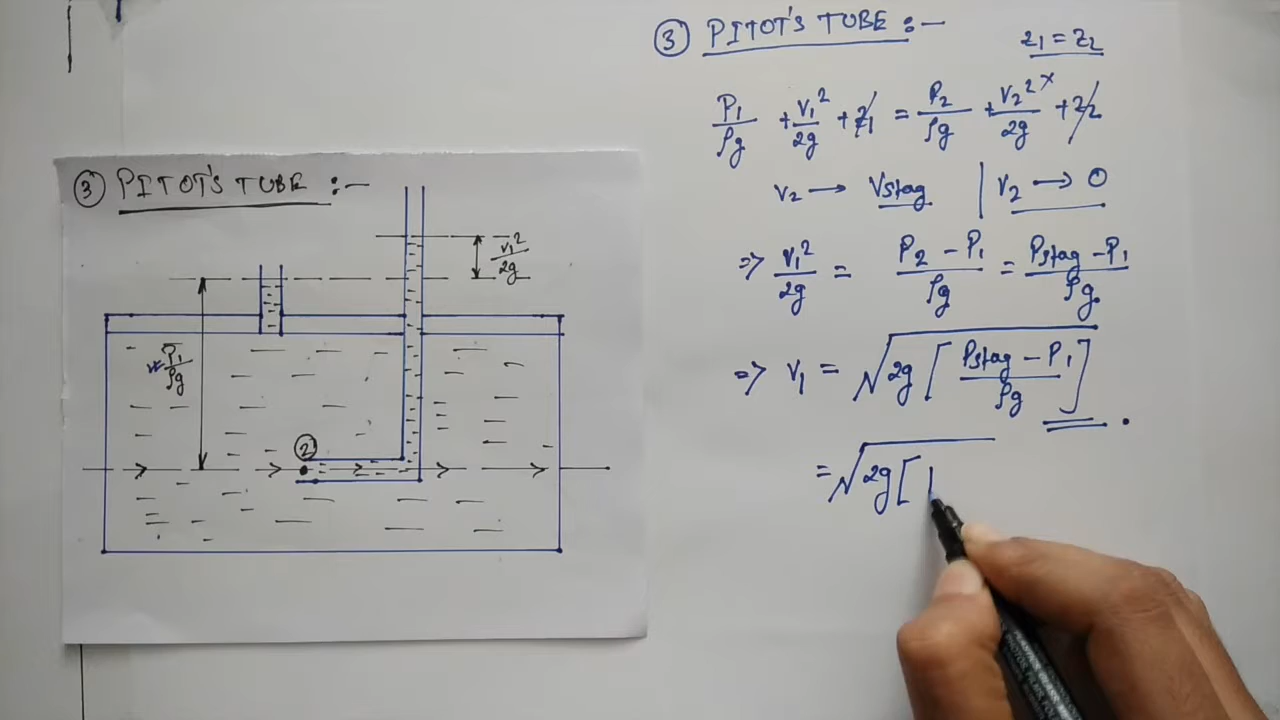 ③ PITOT'S TUBE :-
v₁²/2g
P₁/ρg
②
③ PITOT'S TUBE :-
z₁ = z₂
P₁/ρg + v₁²/2g + z₁ = P₂/ρg + v₂²/2g + z₂
v₂ → Vstag | v₂ → 0
⇒ v₁²/2g = P₂ - P₁/ρg = Pstag - P₁/ρg
⇒ v₁ = √2g [Pstag - P₁/ρg] .
= √2g [